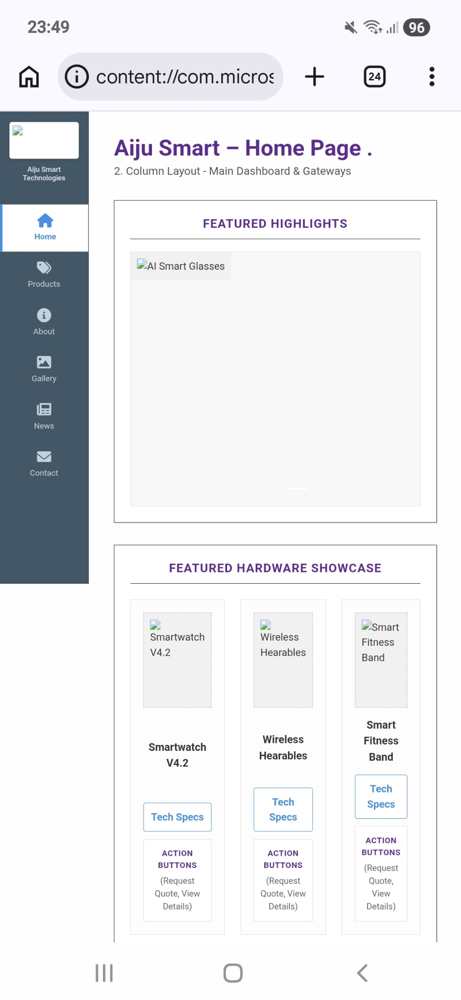 23:49
96
content://com.micros
24
Aiju Smart
Technologies
Home
Products
About
Gallery
News
Contact
Aiju Smart – Home Page .
2. Column Layout - Main Dashboard & Gateways
FEATURED HIGHLIGHTS
AI Smart Glasses
FEATURED HARDWARE SHOWCASE
Smartwatch
V4.2
Smartwatch
V4.2
Tech Specs
ACTION
BUTTONS
(Request
Quote, View
Details)
Wireless
Hearables
Wireless
Hearables
Tech
Specs
ACTION
BUTTONS
(Request
Quote, View
Details)
Smart
Fitness
Band
Smart
Fitness
Band
Tech
Specs
ACTION
BUTTONS
(Request
Quote,
View
Details)